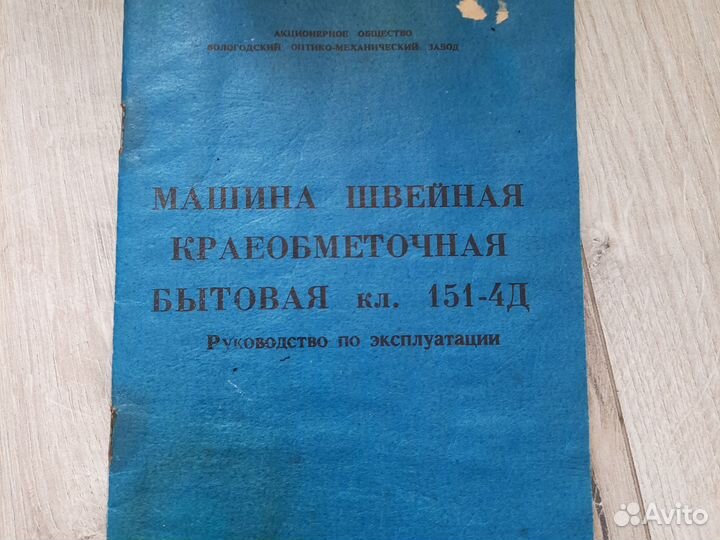 АКЦИОНЕРНОЕ ОБЩЕСТВО
ВОЛОГОДСКИЙ ОПТИКО-МЕХАНИЧЕСКИЙ ЗАВОД
МАШИНА ШВЕЙНАЯ
КРАЕОБМЕТОЧНАЯ
БЫТОВАЯ кл. 151-4Д
Руководство по эксплуатации
Avito